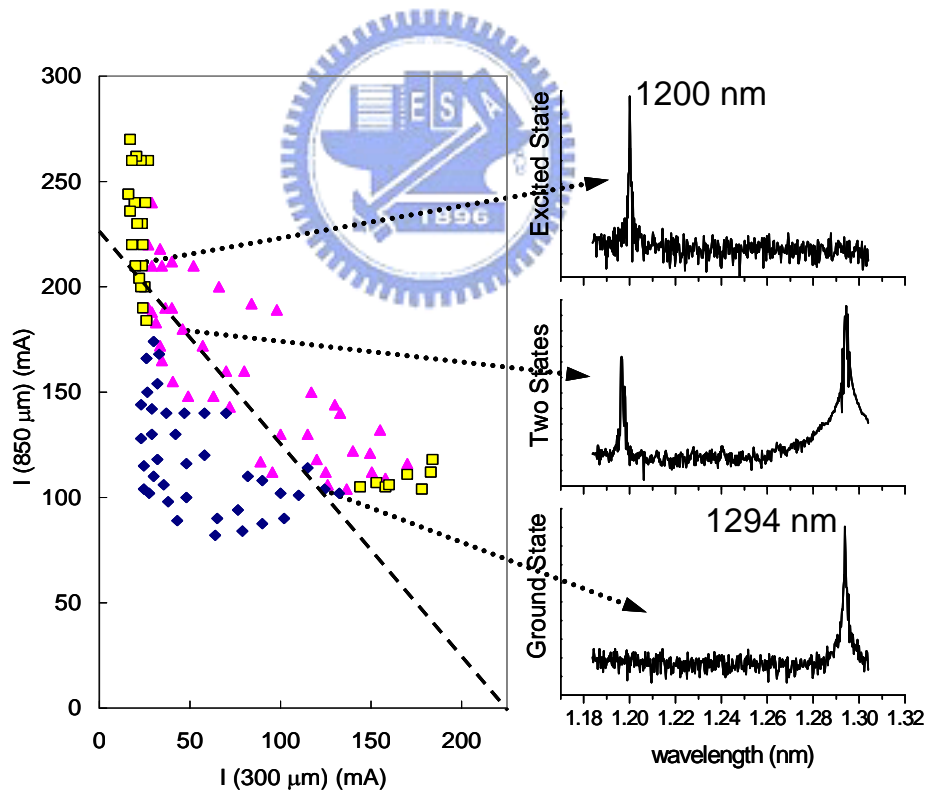 300
250
200
150
100
50
0
0
50
100
150
200
I (850 μm) (mA)
I (300 μm) (mA)
E S A
1896
Excited State
1200 nm
Two States
Ground State
1294 nm
1.18 1.20 1.22 1.24 1.26 1.28 1.30 1.32
wavelength (nm)